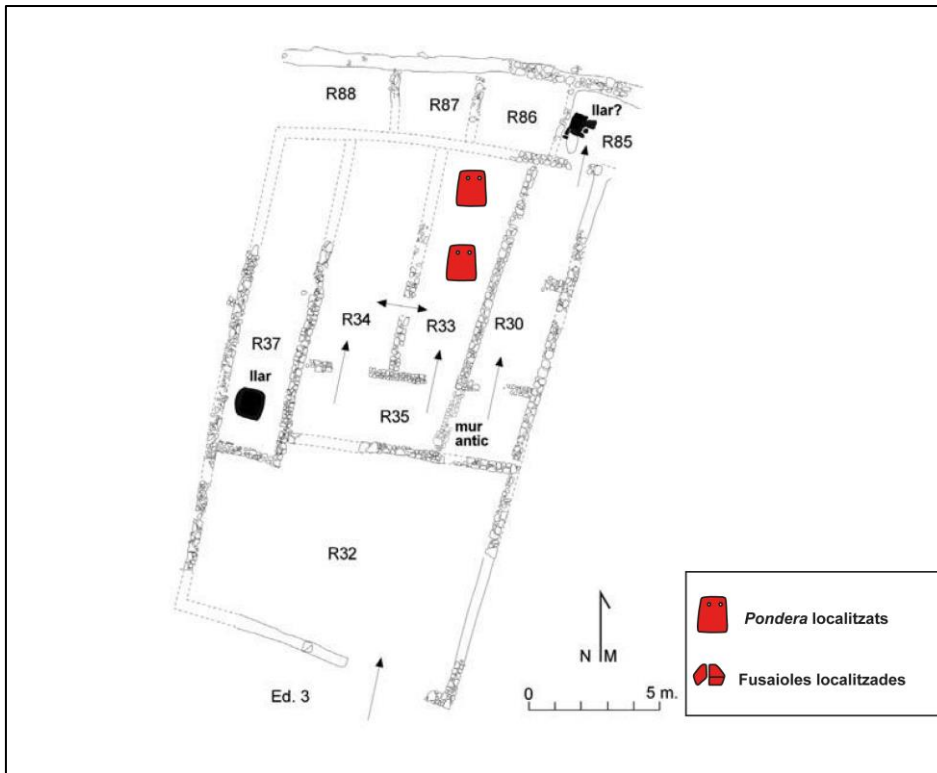 R88
R87
R86
llar?
R85
R34
R33
R30
R37
llar
R35
mur
antic
R32
Ed. 3
N M
0 5 m.
Pondera localitzats
Fusaioles localitzades